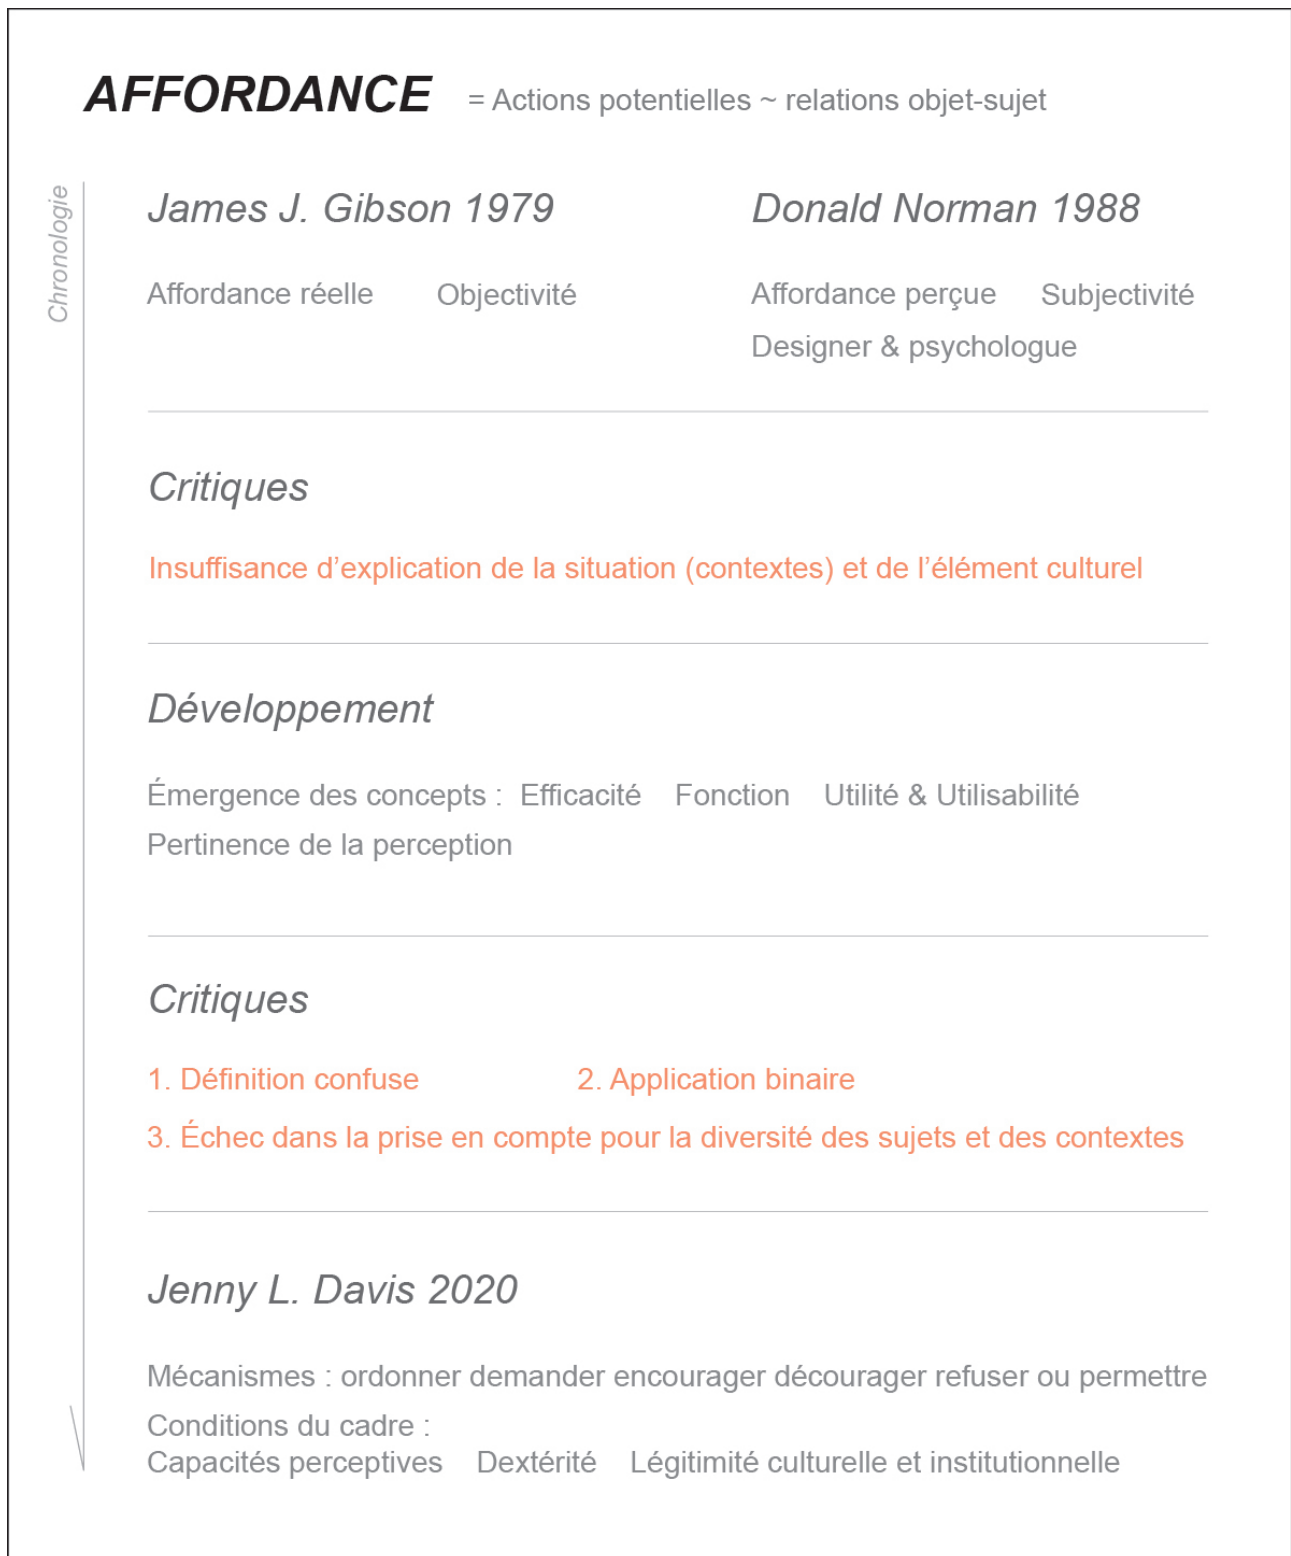 AFFORDANCE = Actions potentielles ~ relations objet-sujet
Chronologie
James J. Gibson 1979
Affordance réelle Objectivité
Donald Norman 1988
Affordance perçue Subjectivité
Designer & psychologue
Critiques
Insuffisance d’explication de la situation (contextes) et de l’élément culturel
Développement
Émergence des concepts : Efficacité Fonction Utilité & Utilisabilité
Pertinence de la perception
Critiques
1. Définition confuse 2. Application binaire
3. Échec dans la prise en compte pour la diversité des sujets et des contextes
Jenny L. Davis 2020
Mécanismes : ordonner demander encourager décourager refuser ou permettre
Conditions du cadre :
Capacités perceptives Dextérité Légitimité culturelle et institutionnelle